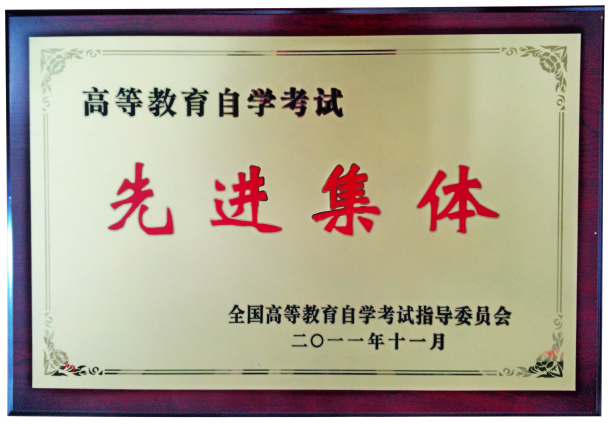 高等教育自学考试
先进集体
全国高等教育自学考试指导委员会
二〇一一年十一月